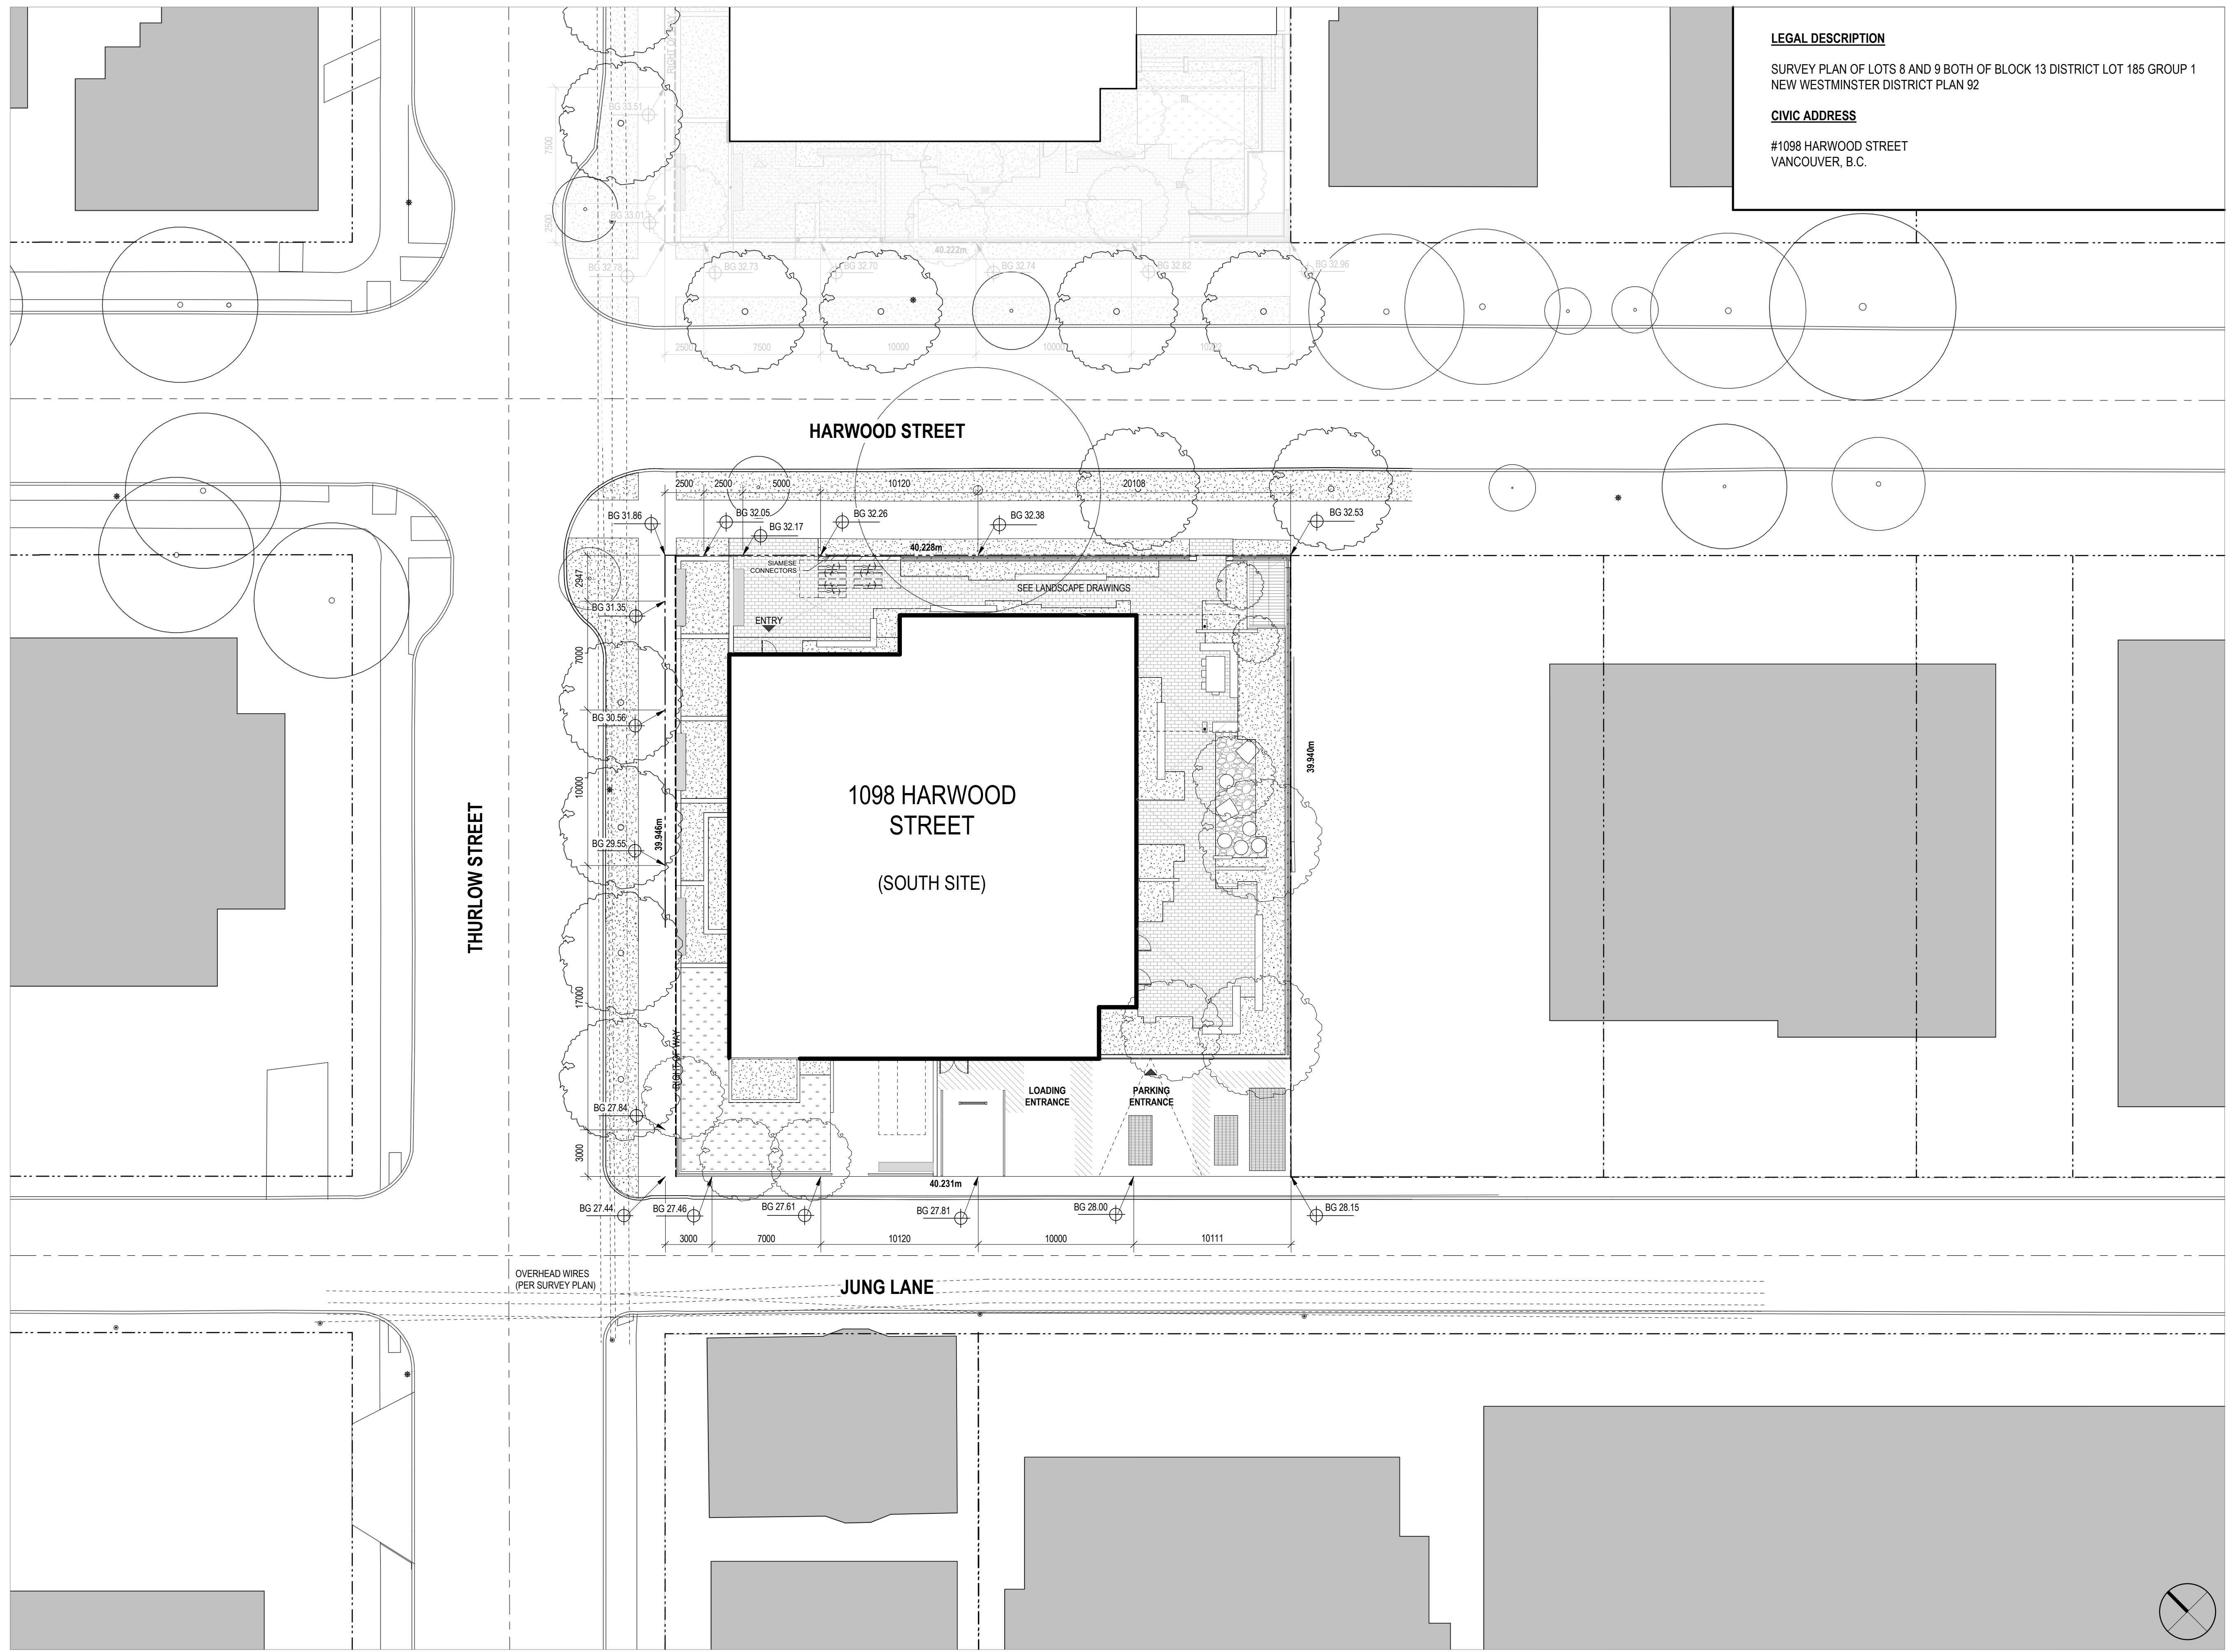 LEGAL DESCRIPTION
SURVEY PLAN OF LOTS 8 AND 9 BOTH OF BLOCK 13 DISTRICT LOT 185 GROUP 1
NEW WESTMINSTER DISTRICT PLAN 92
CIVIC ADDRESS
#1098 HARWOOD STREET
VANCOUVER, B.C.
RIGHT OF WAY
BG 33.51
7500
BG 33.01
2500
40.222m
BG 32.78
BG 32.73
BG 32.70
BG 32.74
BG 32.82
BG 32.96
2500
7500
10000
10000
10222
HARWOOD STREET
2500
2500
5000
10120
20108
BG 31.86
BG 32.05
BG 32.17
BG 32.26
BG 32.38
BG 32.53
40.228m
SIAMESE
CONNECTORS
SEE LANDSCAPE DRAWINGS
2947
BG 31.35
ENTRY
7000
BG 30.56
10000
39.946m
BG 29.55
39.940m
1098 HARWOOD
STREET
(SOUTH SITE)
THURLOW STREET
17000
RIGHT OF WAY
BG 27.84
3000
LOADING
ENTRANCE
PARKING
ENTRANCE
40.231m
BG 27.44
BG 27.46
BG 27.61
BG 27.81
BG 28.00
BG 28.15
3000
7000
10120
10000
10111
OVERHEAD WIRES
(PER SURVEY PLAN)
JUNG LANE